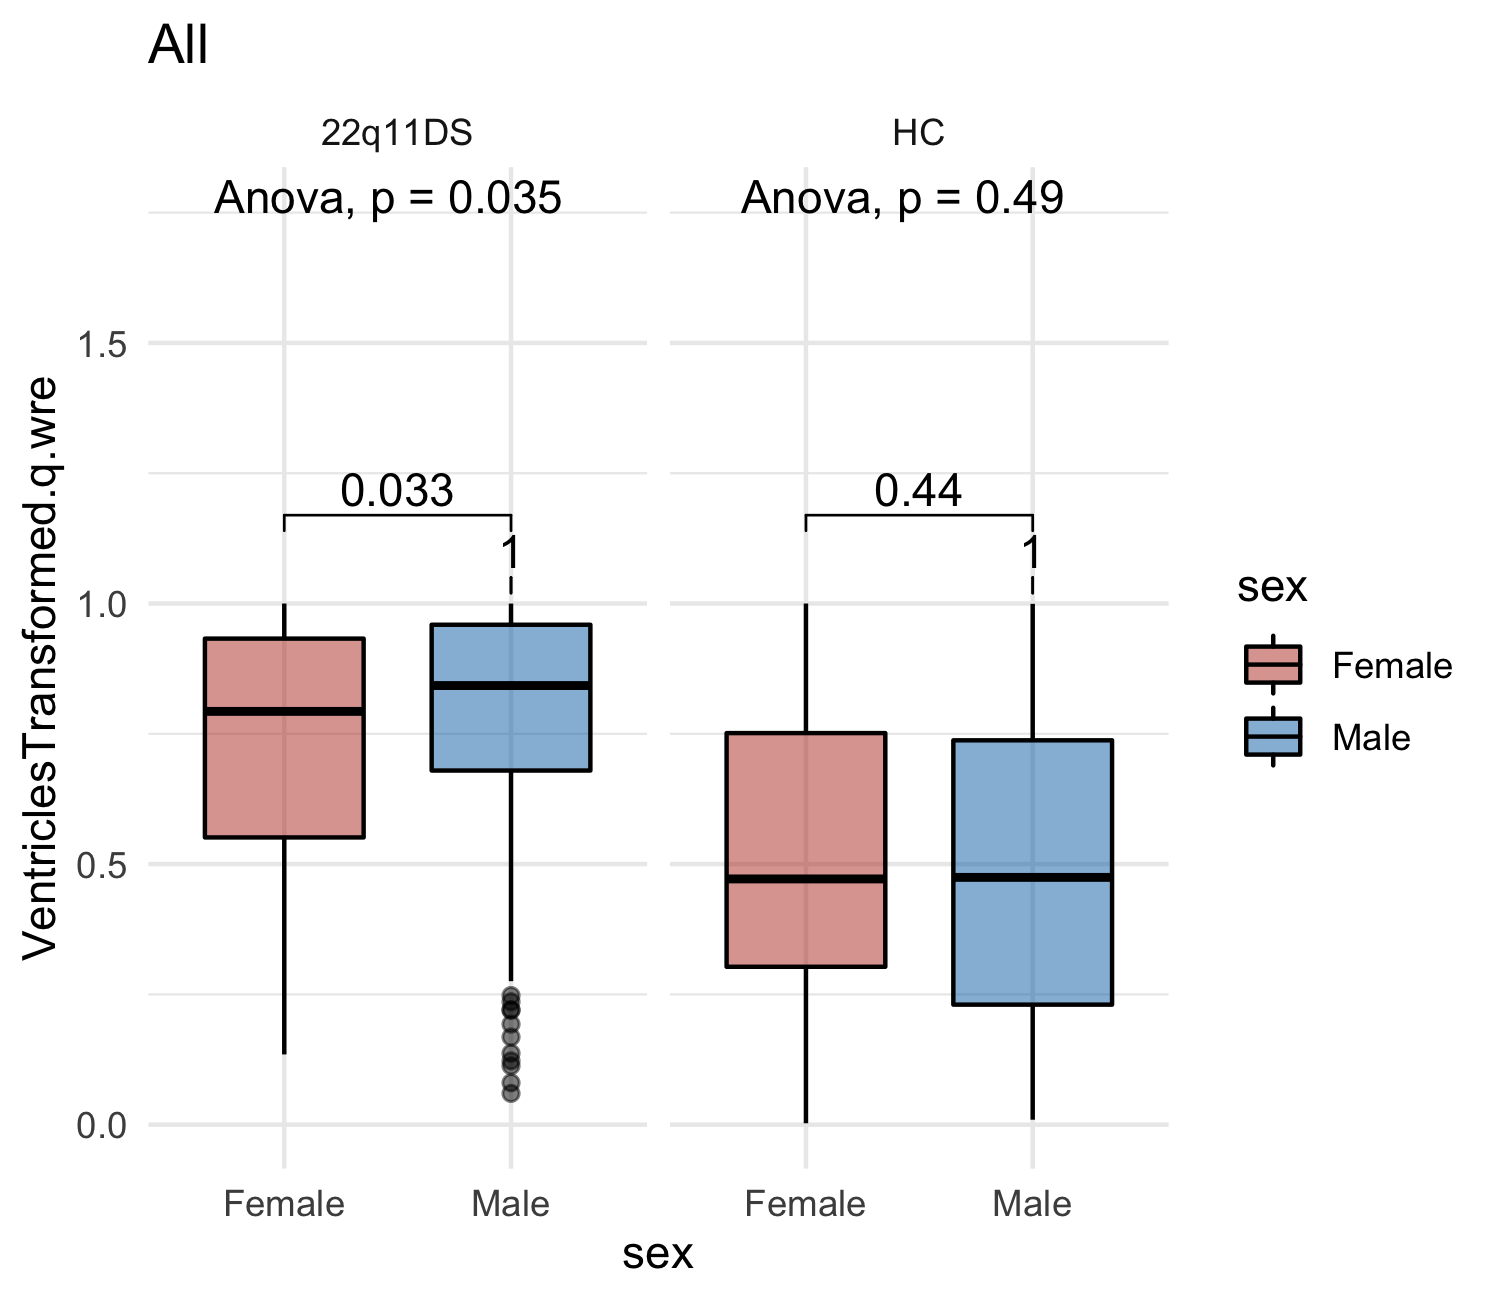 All
22q11DS
HC
Anova, p = 0.035
Anova, p = 0.49
1.5
1.0
0.5
0.0
VentriclesTransformed.q.wre
0.033
0.44
1
1
Female
Male
Female
Male
sex
sex
Female
Male